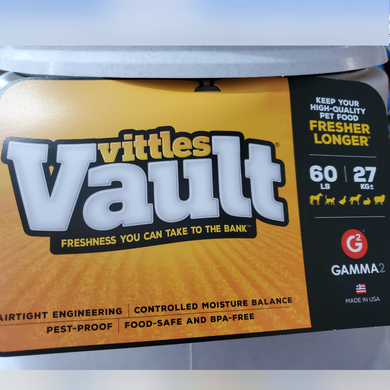 vittles
Vault®
FRESHNESS YOU CAN TAKE TO THE BANK™
AIRTIGHT ENGINEERING | CONTROLLED MOISTURE BALANCE
PEST-PROOF | FOOD-SAFE AND BPA-FREE
KEEP YOUR
HIGH-QUALITY
PET FOOD
FRESHER
LONGER
60 | 27
LB KG±
G2
GAMMA2
MADE IN USA